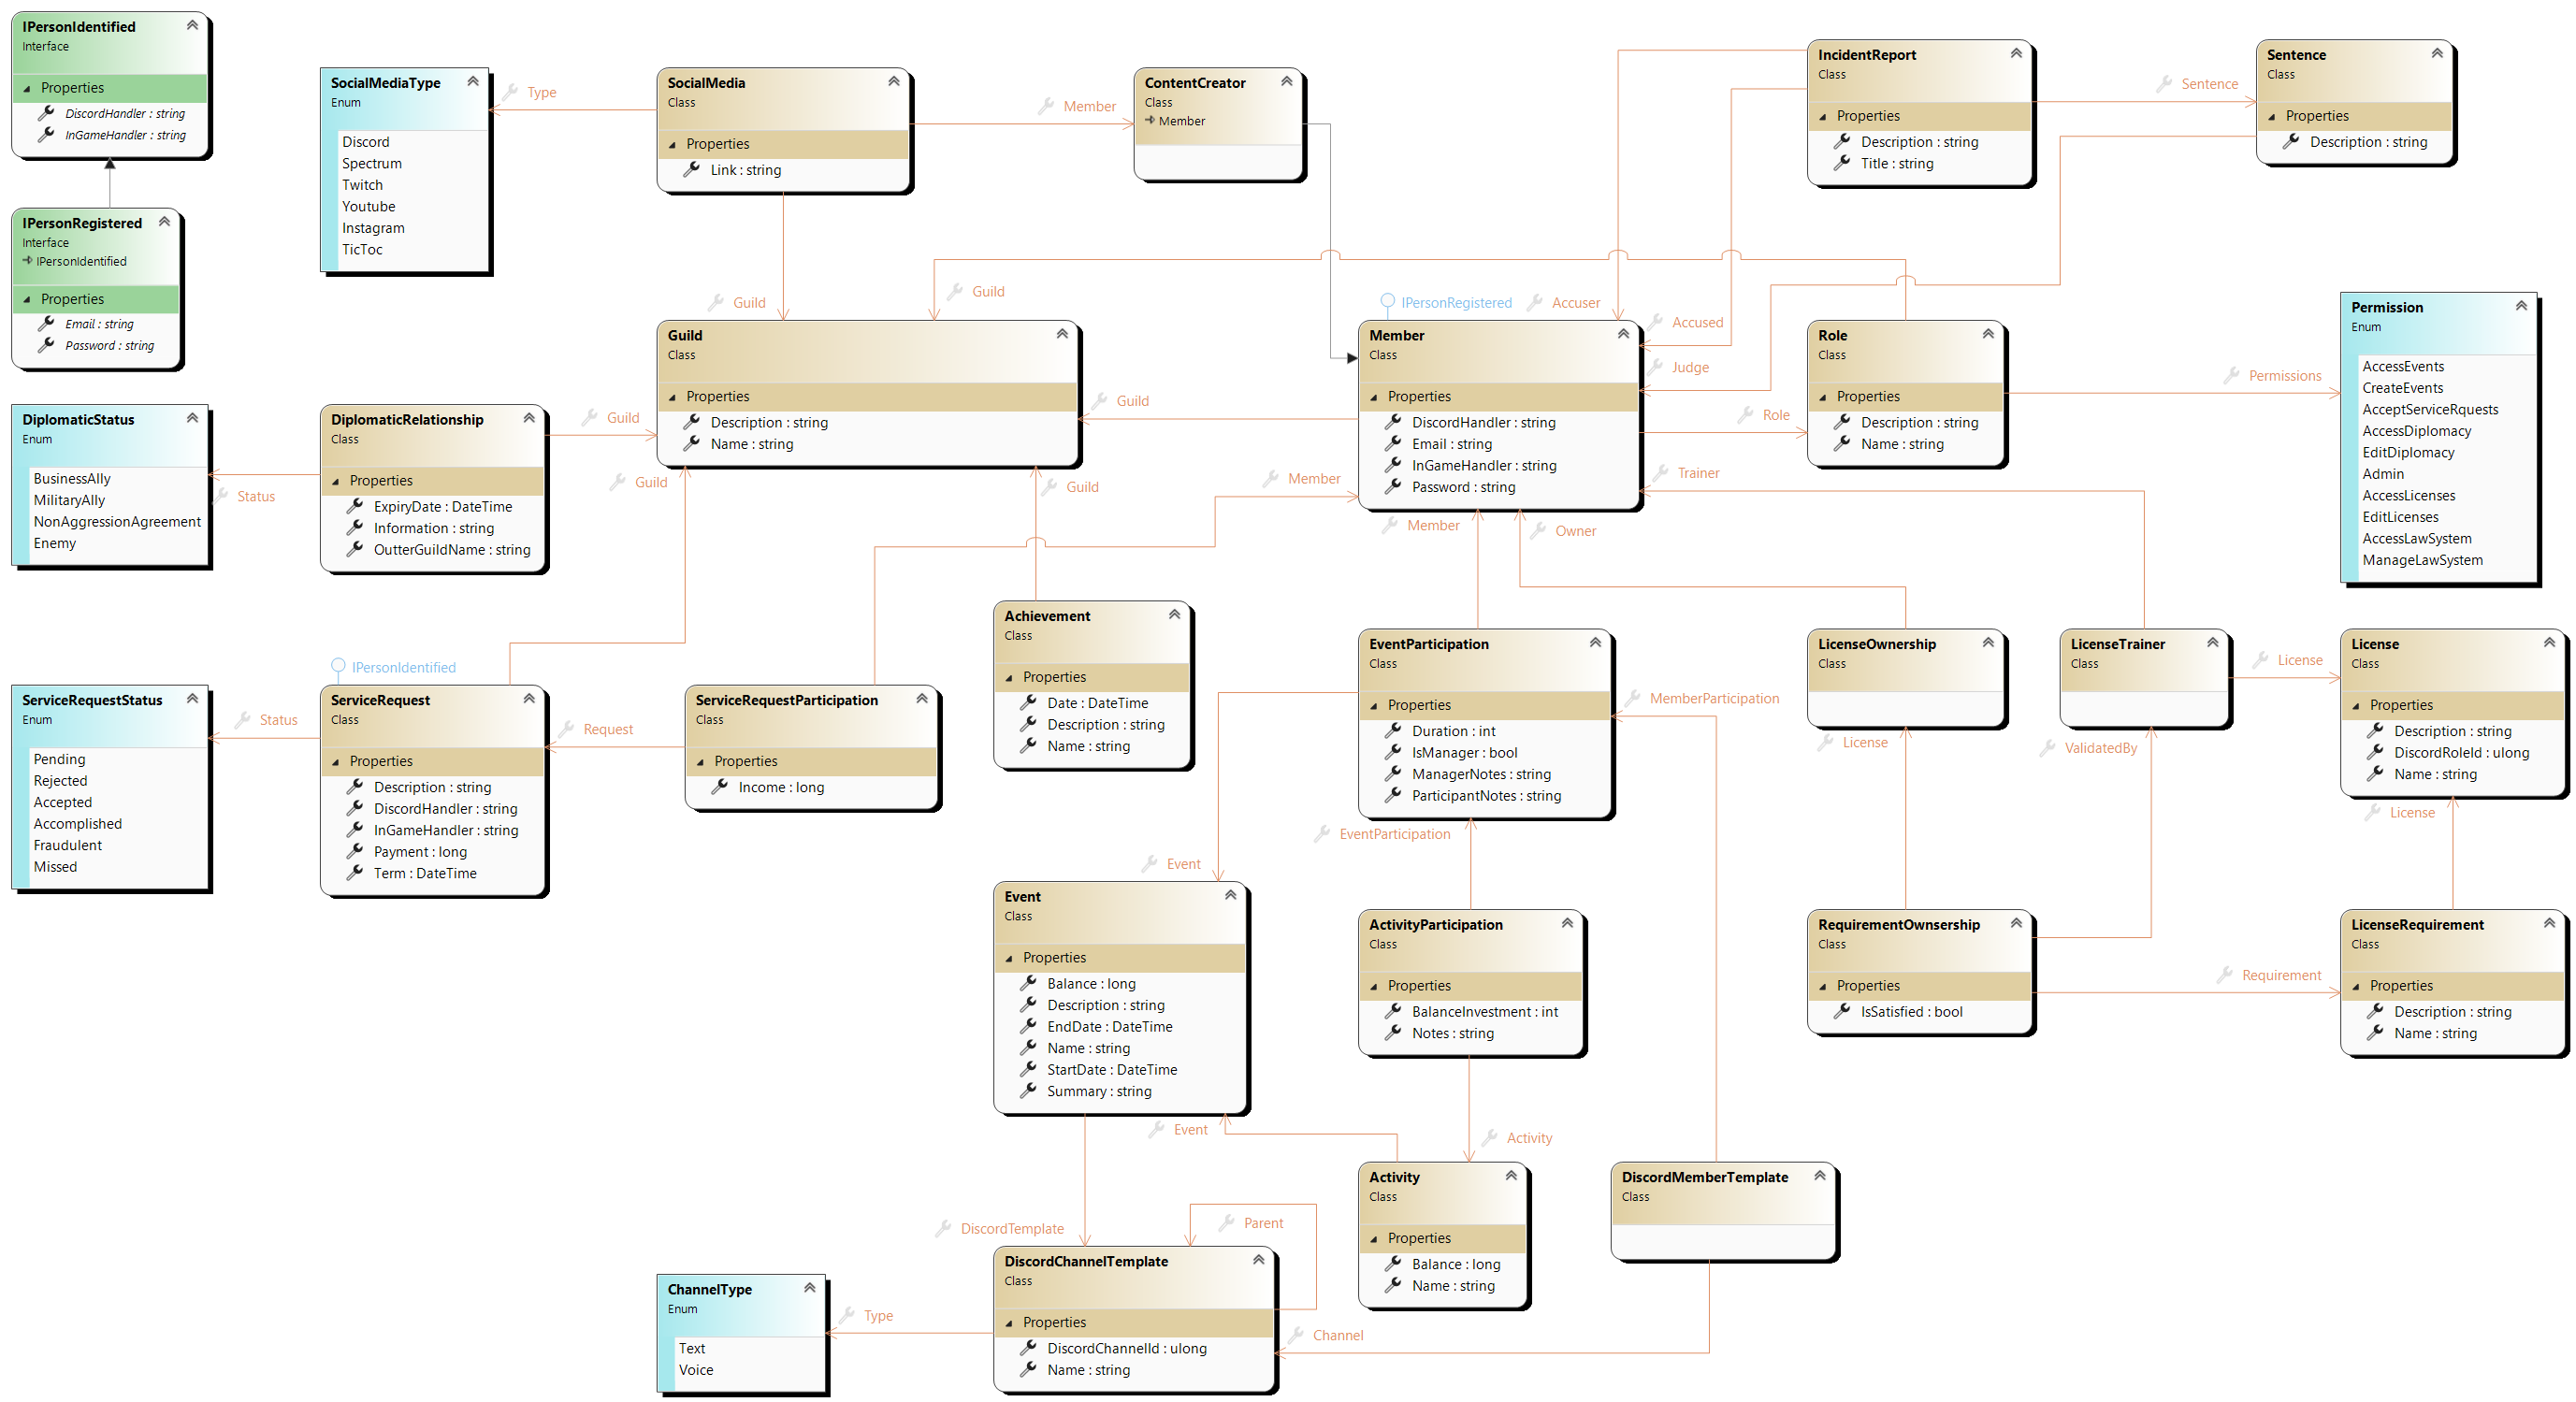 IPersonIdentified
Interface
Properties
DiscordHandler : string
InGameHandler : string
IPersonRegistered
Interface
IPersonIdentified
Properties
Email : string
Password : string
SocialMediaType
Enum
Discord
Spectrum
Twitch
Youtube
Instagram
TicToc
Type
SocialMedia
Class
Properties
Link : string
Member
ContentCreator
Class
Member
IncidentReport
Class
Properties
Description : string
Title : string
Sentence
Sentence
Class
Properties
Description : string
Guild
Guild
IPersonRegistered
Accuser
Accused
Judge
DiplomaticStatus
Enum
BusinessAlly
MilitaryAlly
NonAggressionAgreement
Enemy
Status
DiplomaticRelationship
Class
Properties
ExpiryDate : DateTime
Information : string
OutterGuildName : string
Guild
Guild
Guild
Class
Properties
Description : string
Name : string
Guild
Guild
Member
Member
Class
Properties
DiscordHandler : string
Email : string
InGameHandler : string
Password : string
Role
Role
Class
Properties
Description : string
Name : string
Permissions
Permission
Enum
AccessEvents
CreateEvents
AcceptServiceRquests
AccessDiplomacy
EditDiplomacy
Admin
AccessLicenses
EditLicenses
AccessLawSystem
ManageLawSystem
Trainer
Member
Owner
ServiceRequestStatus
Enum
Pending
Rejected
Accepted
Accomplished
Fraudulent
Missed
Status
IPersonIdentified
ServiceRequest
Class
Properties
Description : string
DiscordHandler : string
InGameHandler : string
Payment : long
Term : DateTime
Request
ServiceRequestParticipation
Class
Properties
Income : long
Achievement
Class
Properties
Date : DateTime
Description : string
Name : string
EventParticipation
Class
Properties
Duration : int
IsManager : bool
ManagerNotes : string
ParticipantNotes : string
MemberParticipation
LicenseOwnership
Class
License
LicenseTrainer
Class
ValidatedBy
License
License
Class
Properties
Description : string
DiscordRoleId : ulong
Name : string
License
EventParticipation
Event
Event
Class
Properties
Balance : long
Description : string
EndDate : DateTime
Name : string
StartDate : DateTime
Summary : string
ActivityParticipation
Class
Properties
BalanceInvestment : int
Notes : string
RequirementOwnsership
Class
Properties
IsSatisfied : bool
Requirement
LicenseRequirement
Class
Properties
Description : string
Name : string
Event
Activity
Activity
Class
Properties
Balance : long
Name : string
DiscordMemberTemplate
Class
DiscordTemplate
Parent
DiscordChannelTemplate
Class
Properties
DiscordChannelId : ulong
Name : string
Channel
Type
ChannelType
Enum
Text
Voice